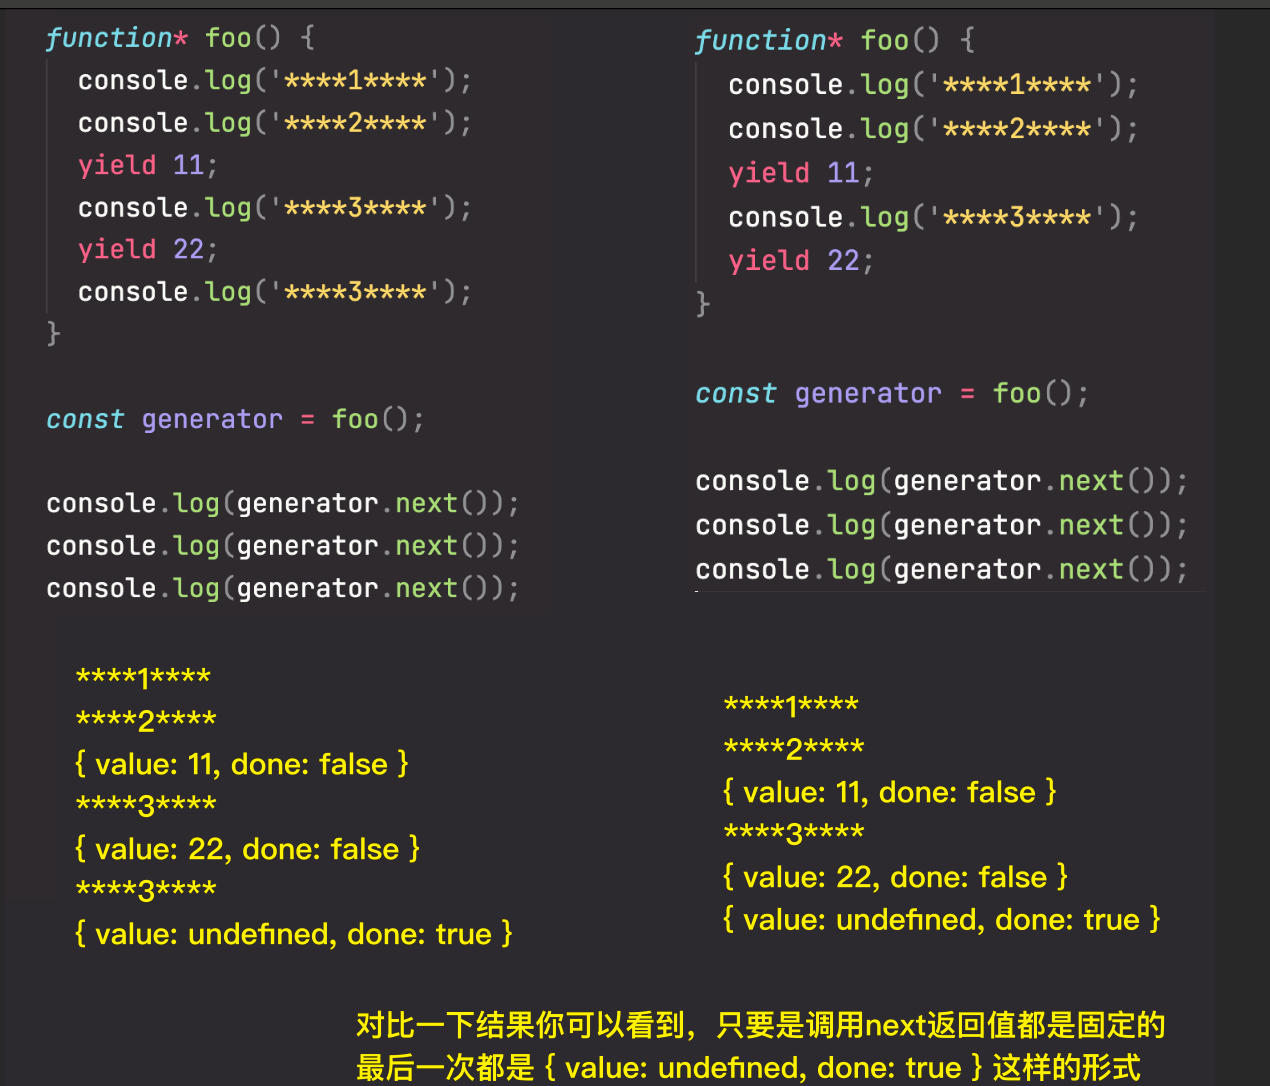 function* foo() {
console.log('****1****');
console.log('****2****');
yield 11;
console.log('****3****');
yield 22;
console.log('****3****');
}
const generator = foo();
console.log(generator.next());
console.log(generator.next());
console.log(generator.next());
****1****
****2****
{ value: 11, done: false }
****3****
{ value: 22, done: false }
****3****
{ value: undefined, done: true }
function* foo() {
console.log('****1****');
console.log('****2****');
yield 11;
console.log('****3****');
yield 22;
}
const generator = foo();
console.log(generator.next());
console.log(generator.next());
console.log(generator.next());
****1****
****2****
{ value: 11, done: false }
****3****
{ value: 22, done: false }
{ value: undefined, done: true }
对比一下结果你可以看到，只要是调用next返回值都是固定的
最后一次都是 { value: undefined, done: true } 这样的形式